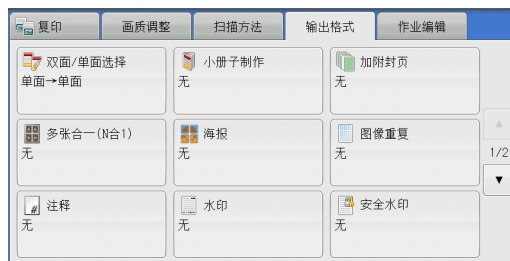 复印 画质调整 扫描方法 输出格式 作业编辑
双面/单面选择 小册子制作 加附封页
单面→单面 无 无
多张合一(N合1) 海报 图像重复
无 无 无
1/2
注释 水印 安全水印
无 无 无